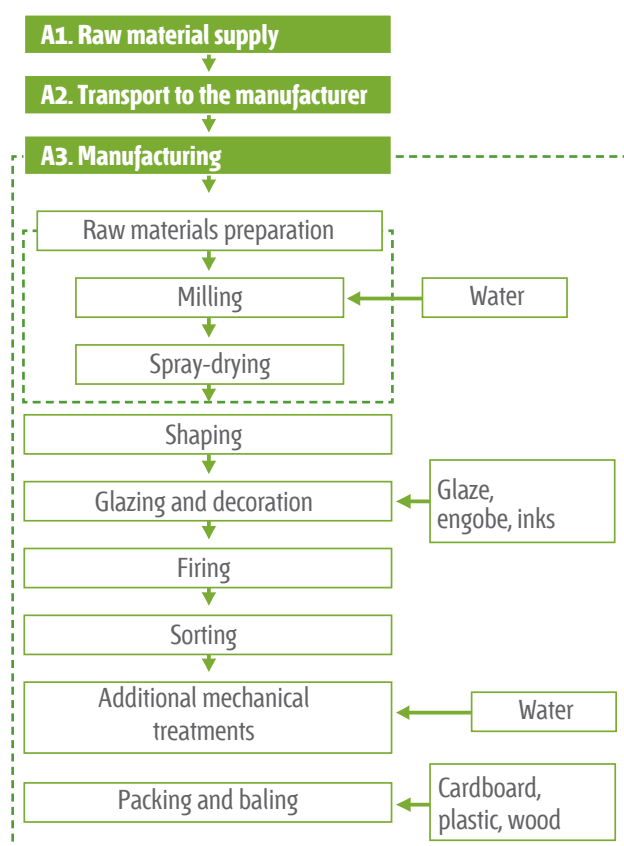 A1. Raw material supply
A2. Transport to the manufacturer
A3. Manufacturing
Raw materials preparation
Milling
Water
Spray-drying
Shaping
Glazing and decoration
Glaze,
engobe, inks
Firing
Sorting
Additional mechanical
treatments
Water
Packing and baling
Cardboard,
plastic, wood